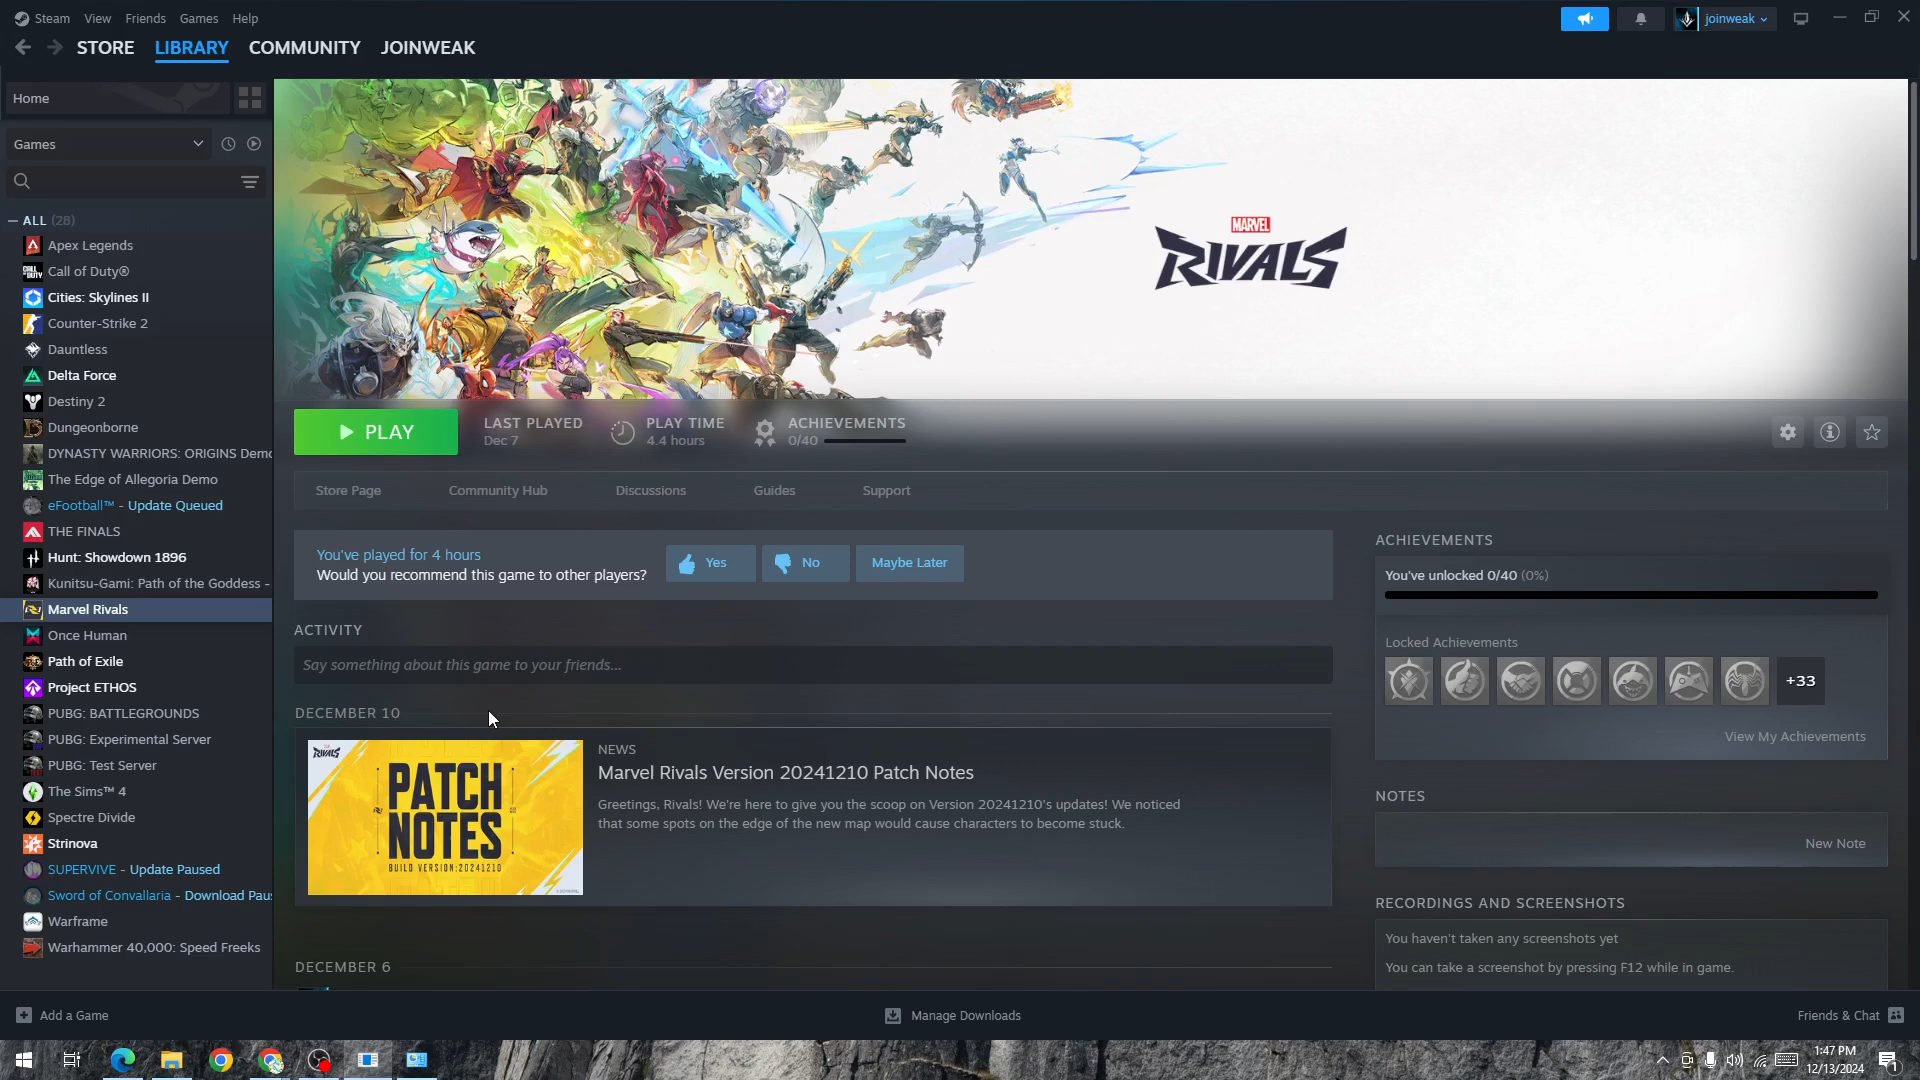 Steam View Friends Games Help
joinweak
STORE LIBRARY COMMUNITY JOINWEAK
Home
Games
ALL (28)
Apex Legends
Call of Duty®
Cities: Skylines II
Counter-Strike 2
Dauntless
Delta Force
Destiny 2
Dungeonborne
DYNASTY WARRIORS: ORIGINS Demo
The Edge of Allegoria Demo
eFootball™ - Update Queued
THE FINALS
Hunt: Showdown 1896
Kunitsu-Gami: Path of the Goddess -
Marvel Rivals
Once Human
Path of Exile
Project ETHOS
PUBG: BATTLEGROUNDS
PUBG: Experimental Server
PUBG: Test Server
The Sims™ 4
Spectre Divide
Strinova
SUPERVIVE - Update Paused
Sword of Convallaria - Download Pau
Warframe
Warhammer 40,000: Speed Freeks
MARVEL
RIVALS
PLAY
LAST PLAYED
Dec 7
PLAY TIME
4.4 hours
ACHIEVEMENTS
0/40
Store Page Community Hub Discussions Guides Support
You've played for 4 hours
Would you recommend this game to other players?
Yes No Maybe Later
ACTIVITY
Say something about this game to your friends...
DECEMBER 10
RIVALS
PATCH
NOTES
BUILD VERSION:20241210
NEWS
Marvel Rivals Version 20241210 Patch Notes
Greetings, Rivals! We're here to give you the scoop on Version 20241210's updates! We noticed
that some spots on the edge of the new map would cause characters to become stuck.
DECEMBER 6
ACHIEVEMENTS
You've unlocked 0/40 (0%)
Locked Achievements
+33
View My Achievements
NOTES
New Note
RECORDINGS AND SCREENSHOTS
You haven't taken any screenshots yet
You can take a screenshot by pressing F12 while in game.
Add a Game
Manage Downloads
Friends & Chat
1:47 PM
12/13/2024
1